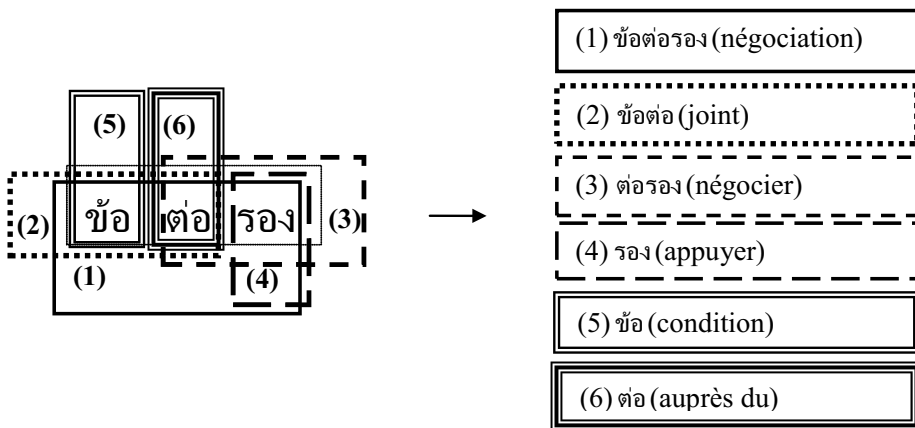 (5) (6)
(2) ข้อ ต่อ รอง (3)
(1) (4)
(1) ข้อต่อรอง (négociation)
(2) ข้อต่อ (joint)
(3) ต่อรอง (négocier)
(4) รอง (appuyer)
(5) ข้อ (condition)
(6) ต่อ (auprès du)